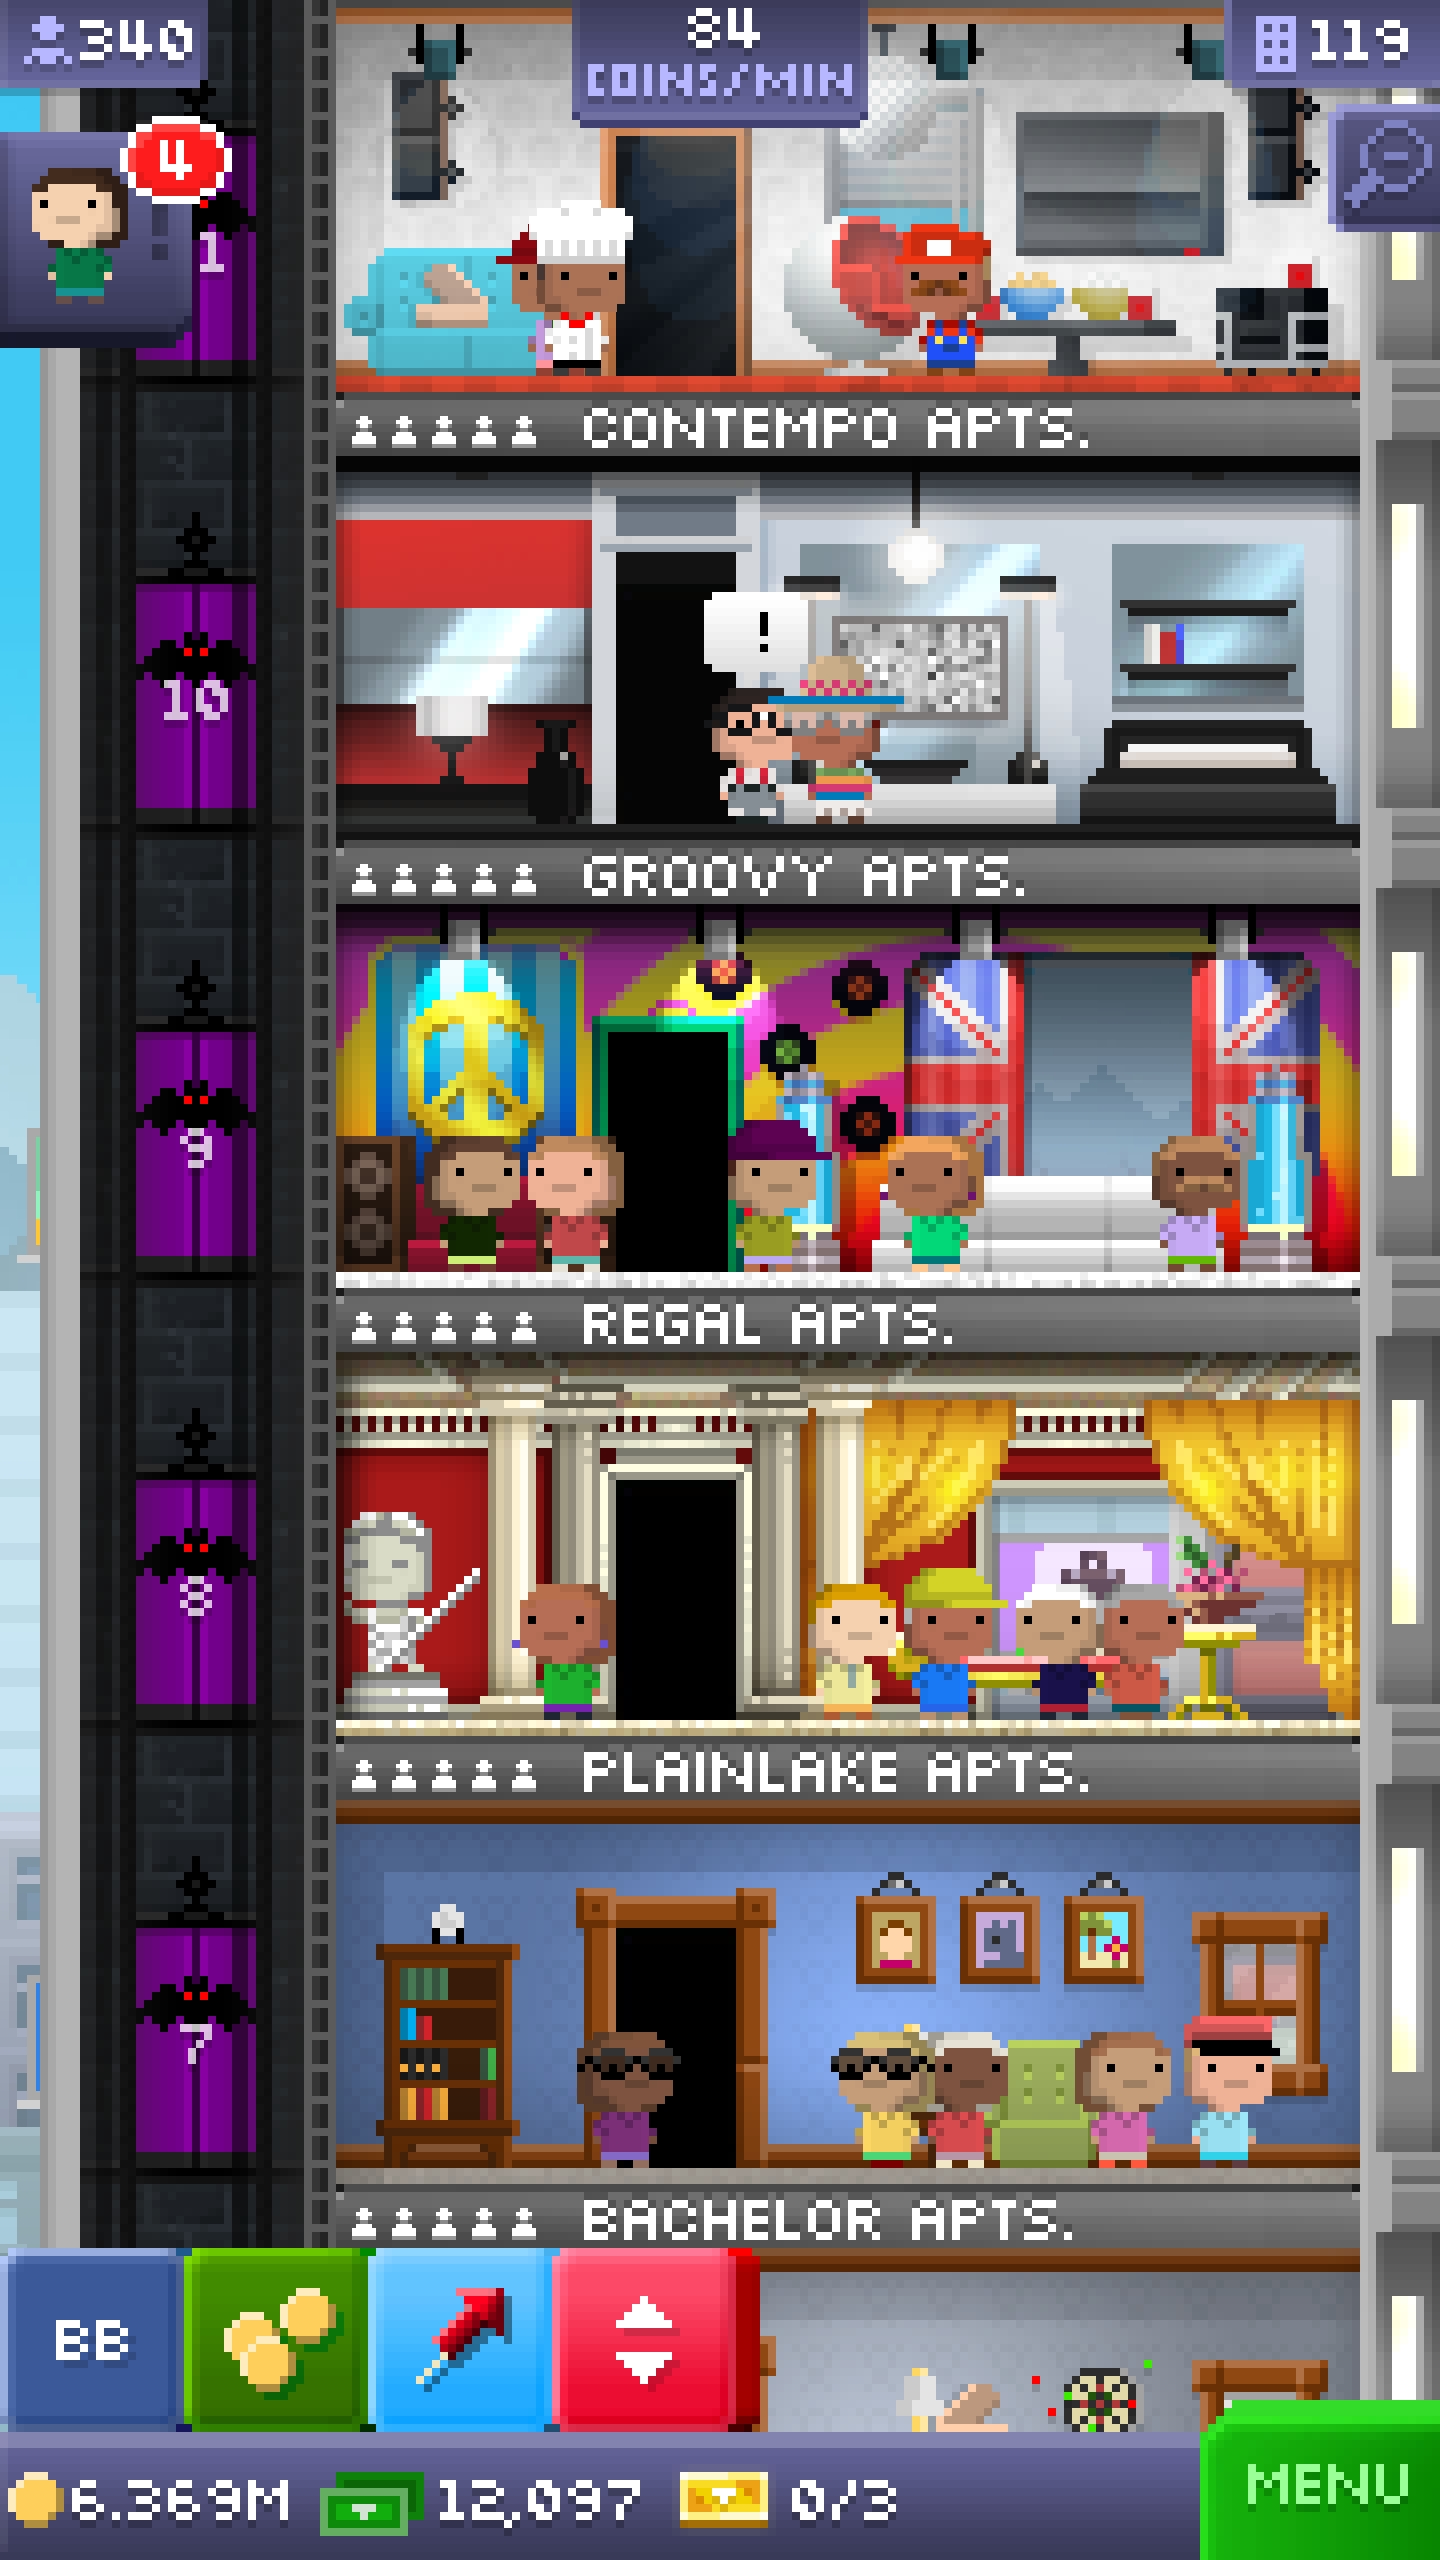 340
84
COINS/MIN
119
4
1
CONTEMPO APTS.
!
10
GROOVY APTS.
9
REGAL APTS.
8
PLAINLAKE APTS.
7
BACHELOR APTS.
BB
6.369M 12,097 0/3
MENU